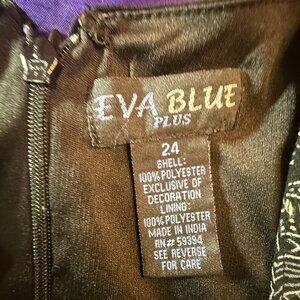 EVA BLUE
PLUS
24
SHELL:
100% POLYESTER
EXCLUSIVE OF
DECORATION
LINING:
100% POLYESTER
MADE IN INDIA
RN# 59394
SEE REVERSE
FOR CARE